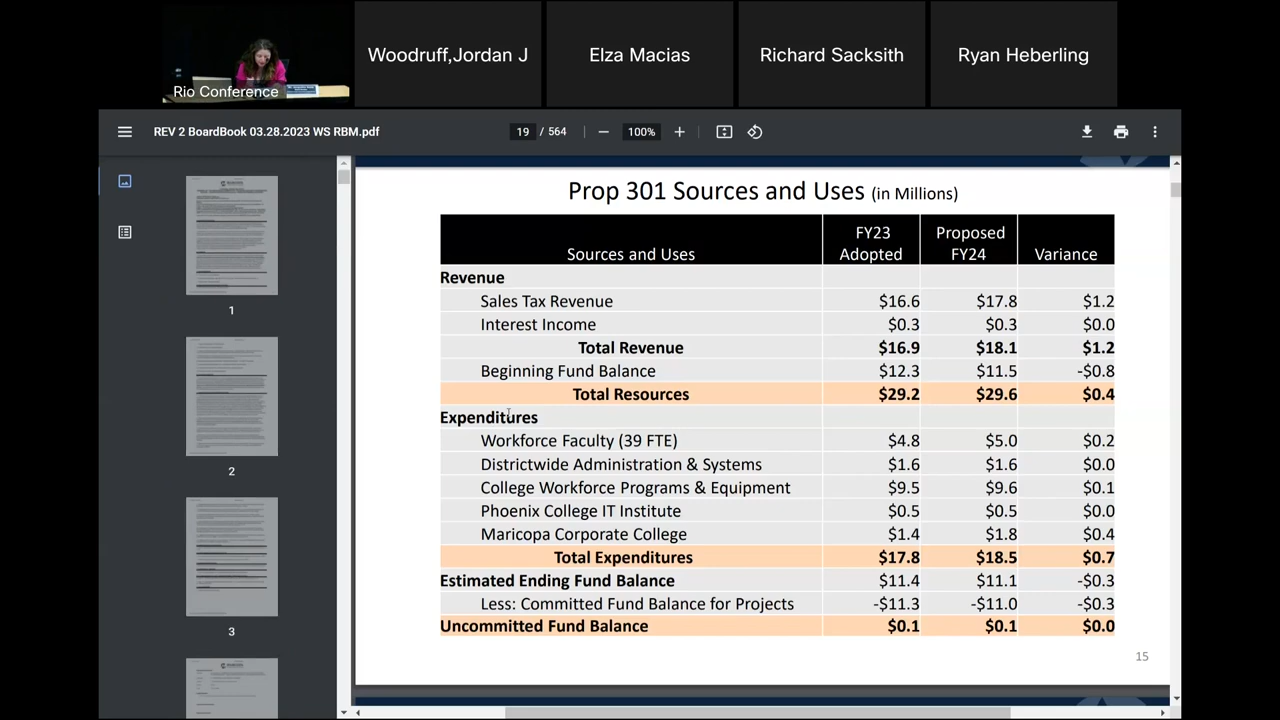 Woodruff,Jordan J
Elza Macias
Richard Sacksith
Ryan Heberling
Rio Conference
REV 2 BoardBook 03.28.2023 WS RBM.pdf
19 / 564
100%
1
2
3
Prop 301 Sources and Uses (in Millions)
Sources and Uses FY23 Adopted Proposed FY24 Variance
Revenue
Sales Tax Revenue $16.6 $17.8 $1.2
Interest Income $0.3 $0.3 $0.0
Total Revenue $16.9 $18.1 $1.2
Beginning Fund Balance $12.3 $11.5 -$0.8
Total Resources $29.2 $29.6 $0.4
Expenditures
Workforce Faculty (39 FTE) $4.8 $5.0 $0.2
Districtwide Administration & Systems $1.6 $1.6 $0.0
College Workforce Programs & Equipment $9.5 $9.6 $0.1
Phoenix College IT Institute $0.5 $0.5 $0.0
Maricopa Corporate College $1.4 $1.8 $0.4
Total Expenditures $17.8 $18.5 $0.7
Estimated Ending Fund Balance $11.4 $11.1 -$0.3
Less: Committed Fund Balance for Projects -$11.3 -$11.0 -$0.3
Uncommitted Fund Balance $0.1 $0.1 $0.0
15